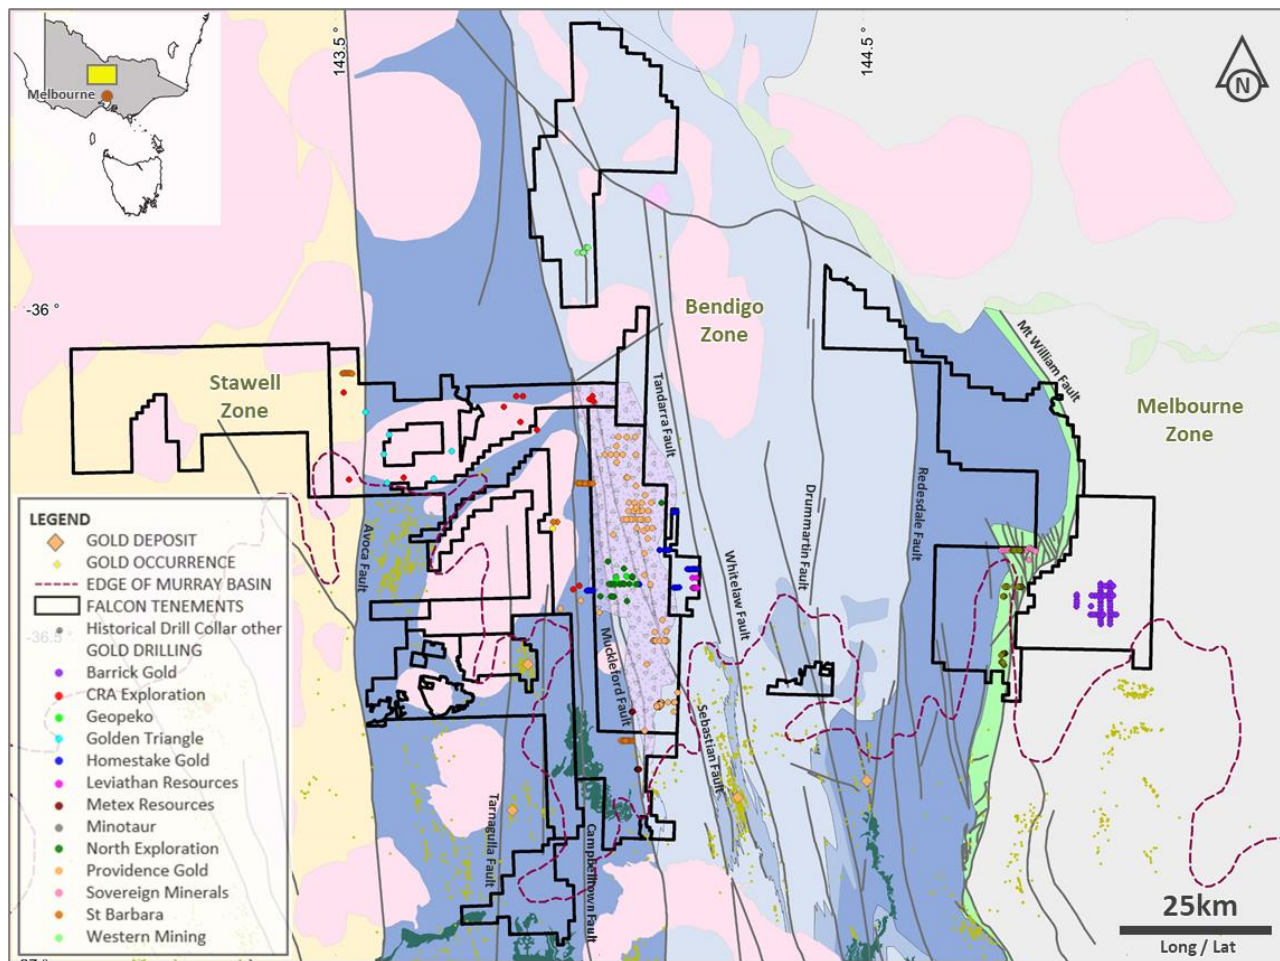 143.5 °
144.5 °
N
Melbourne
-36 °
Bendigo
Zone
Mt William Fault
Stawell
Zone
Tandarra Fault
Melbourne
Zone
Redesdale Fault
Drummartin Fault
Avoca Fault
Whitelaw Fault
Muckleford Fault
Sebastian Fault
Tarnagulla Fault
Campbelltown Fault
LEGEND
GOLD DEPOSIT
GOLD OCCURRENCE
EDGE OF MURRAY BASIN
FALCON TENEMENTS
Historical Drill Collar other
-36.5 °
GOLD DRILLING
Barrick Gold
CRA Exploration
Geopeko
Golden Triangle
Homestake Gold
Leviathan Resources
Metex Resources
Minotaur
North Exploration
Providence Gold
Sovereign Minerals
St Barbara
Western Mining
25km
Long / Lat